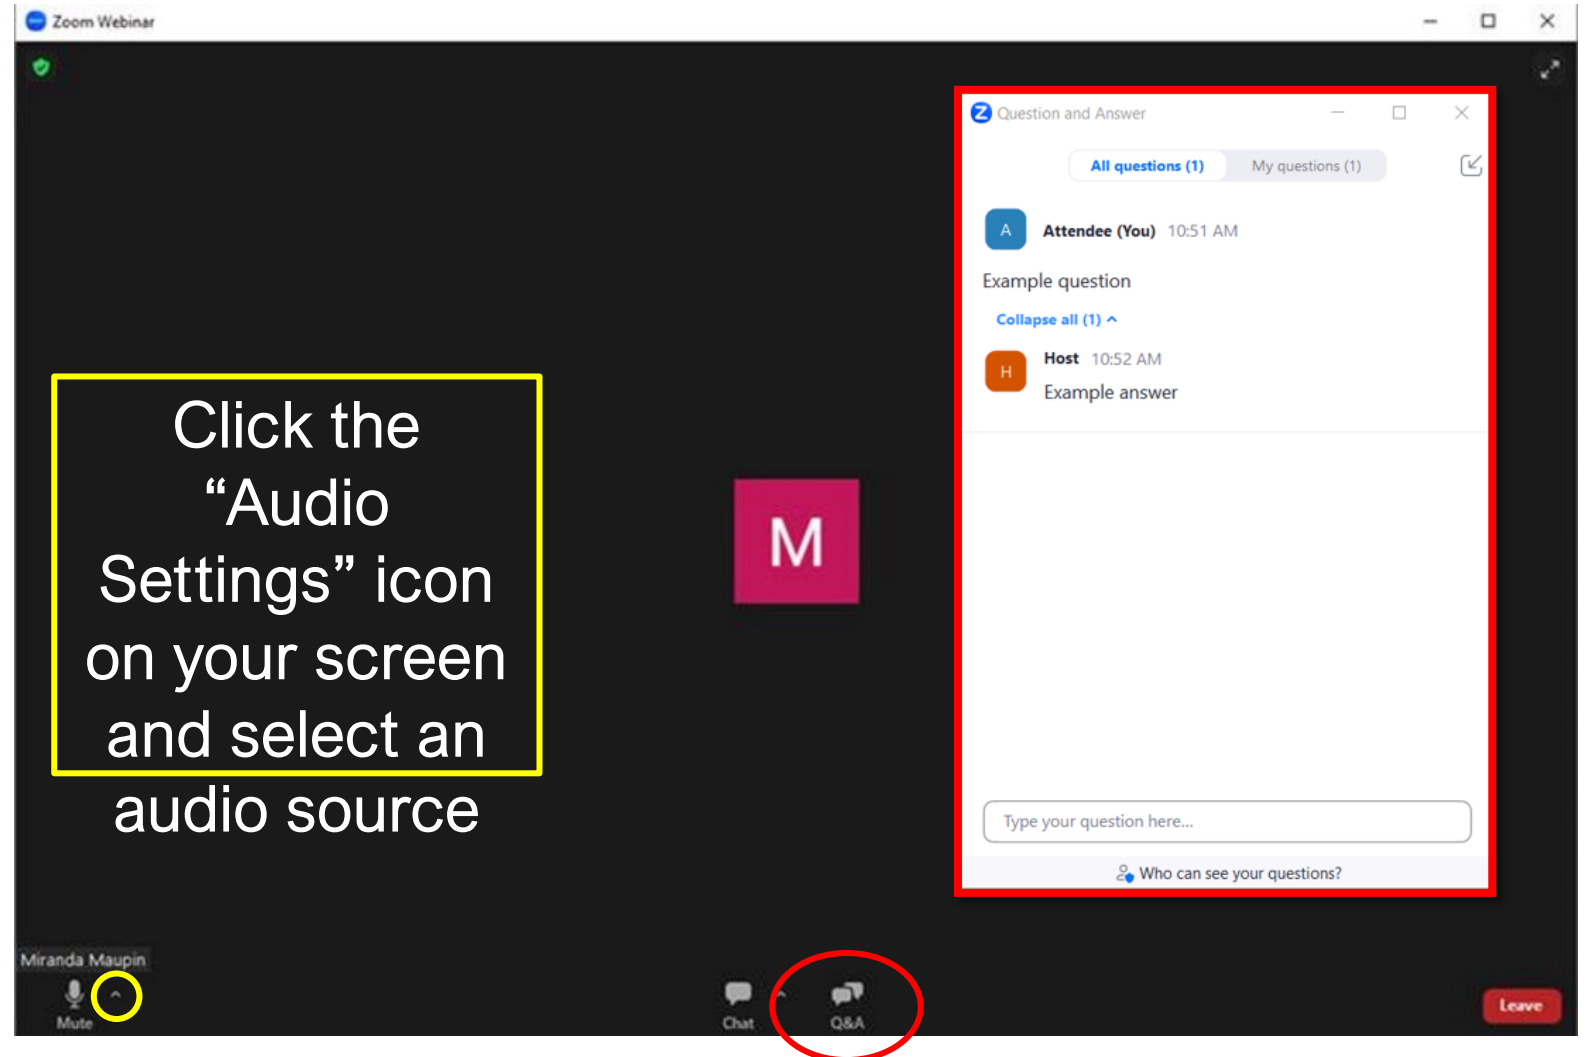 Zoom Webinar
Question and Answer
All questions (1) My questions (1)
A Attendee (You) 10:51 AM
Example question
Collapse all (1)
H Host 10:52 AM
Example answer
Click the
“Audio
Settings” icon
on your screen
and select an
audio source
M
Type your question here...
Who can see your questions?
Miranda Maupin
Mute
Chat
Q&A
Leave